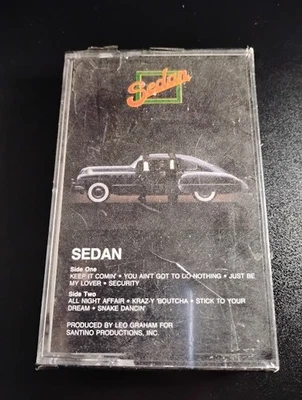 Sedan
SEDAN
Side One
KEEP IT COMIN' • YOU AIN'T GOT TO DO NOTHING • JUST BE
MY LOVER • SECURITY
Side Two
ALL NIGHT AFFAIR • KRAZ-Y 'BOUTCHA • STICK TO YOUR
DREAM • SNAKE DANCIN'
PRODUCED BY LEO GRAHAM FOR
SANTINO PRODUCTIONS, INC.